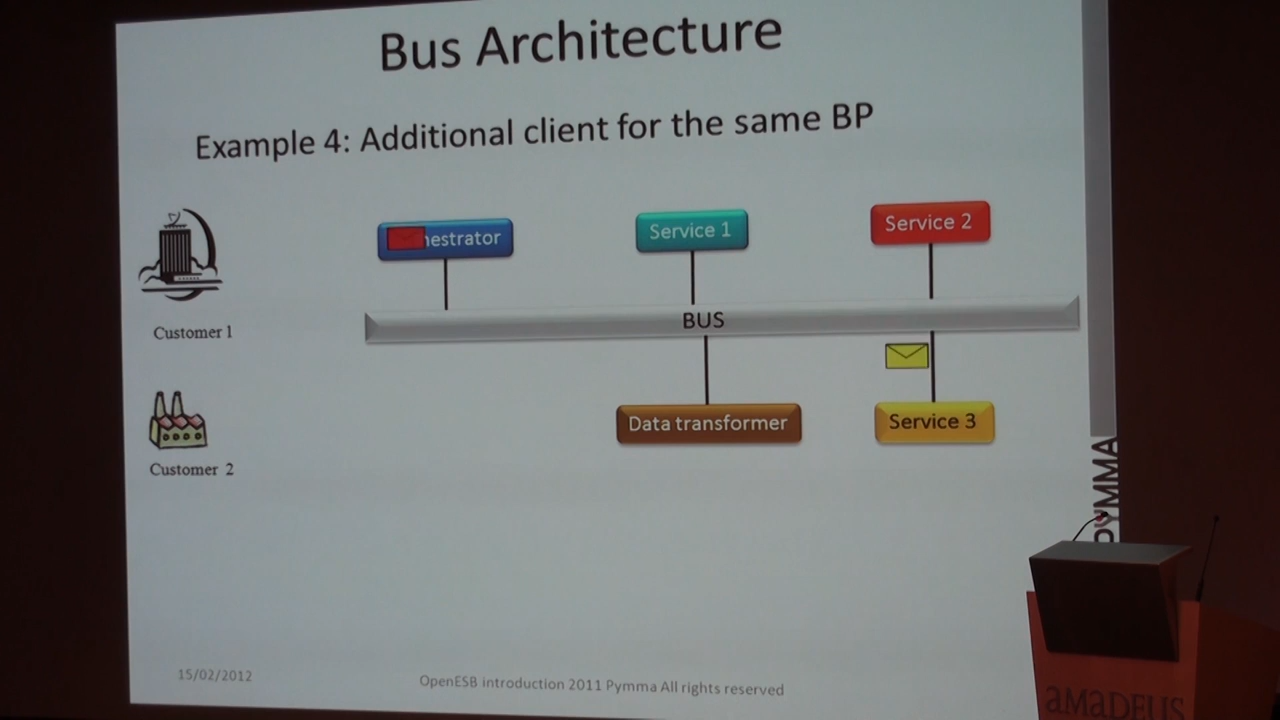 Bus Architecture
Example 4: Additional client for the same BP
hestrator
Service 1
Service 2
Customer 1
BUS
Data transformer
Service 3
Customer 2
PYMMA
15/02/2012
OpenESB introduction 2011 Pymma All rights reserved
amaDEUS